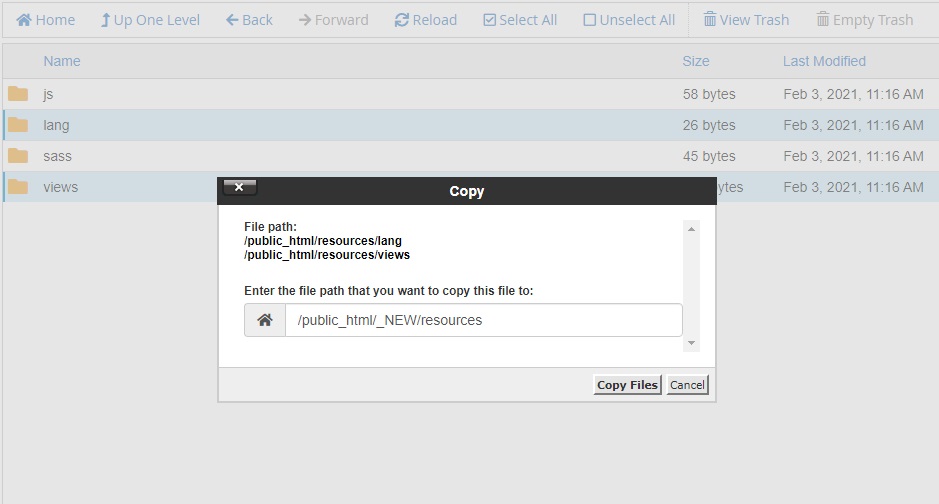 Home Up One Level Back Forward Reload Select All Unselect All View Trash Empty Trash
Name Size Last Modified
js 58 bytes Feb 3, 2021, 11:16 AM
lang 26 bytes Feb 3, 2021, 11:16 AM
sass 45 bytes Feb 3, 2021, 11:16 AM
views ytes Feb 3, 2021, 11:16 AM
Copy
File path:
/public_html/resources/lang
/public_html/resources/views
Enter the file path that you want to copy this file to:
/public_html/_NEW/resources
Copy Files Cancel